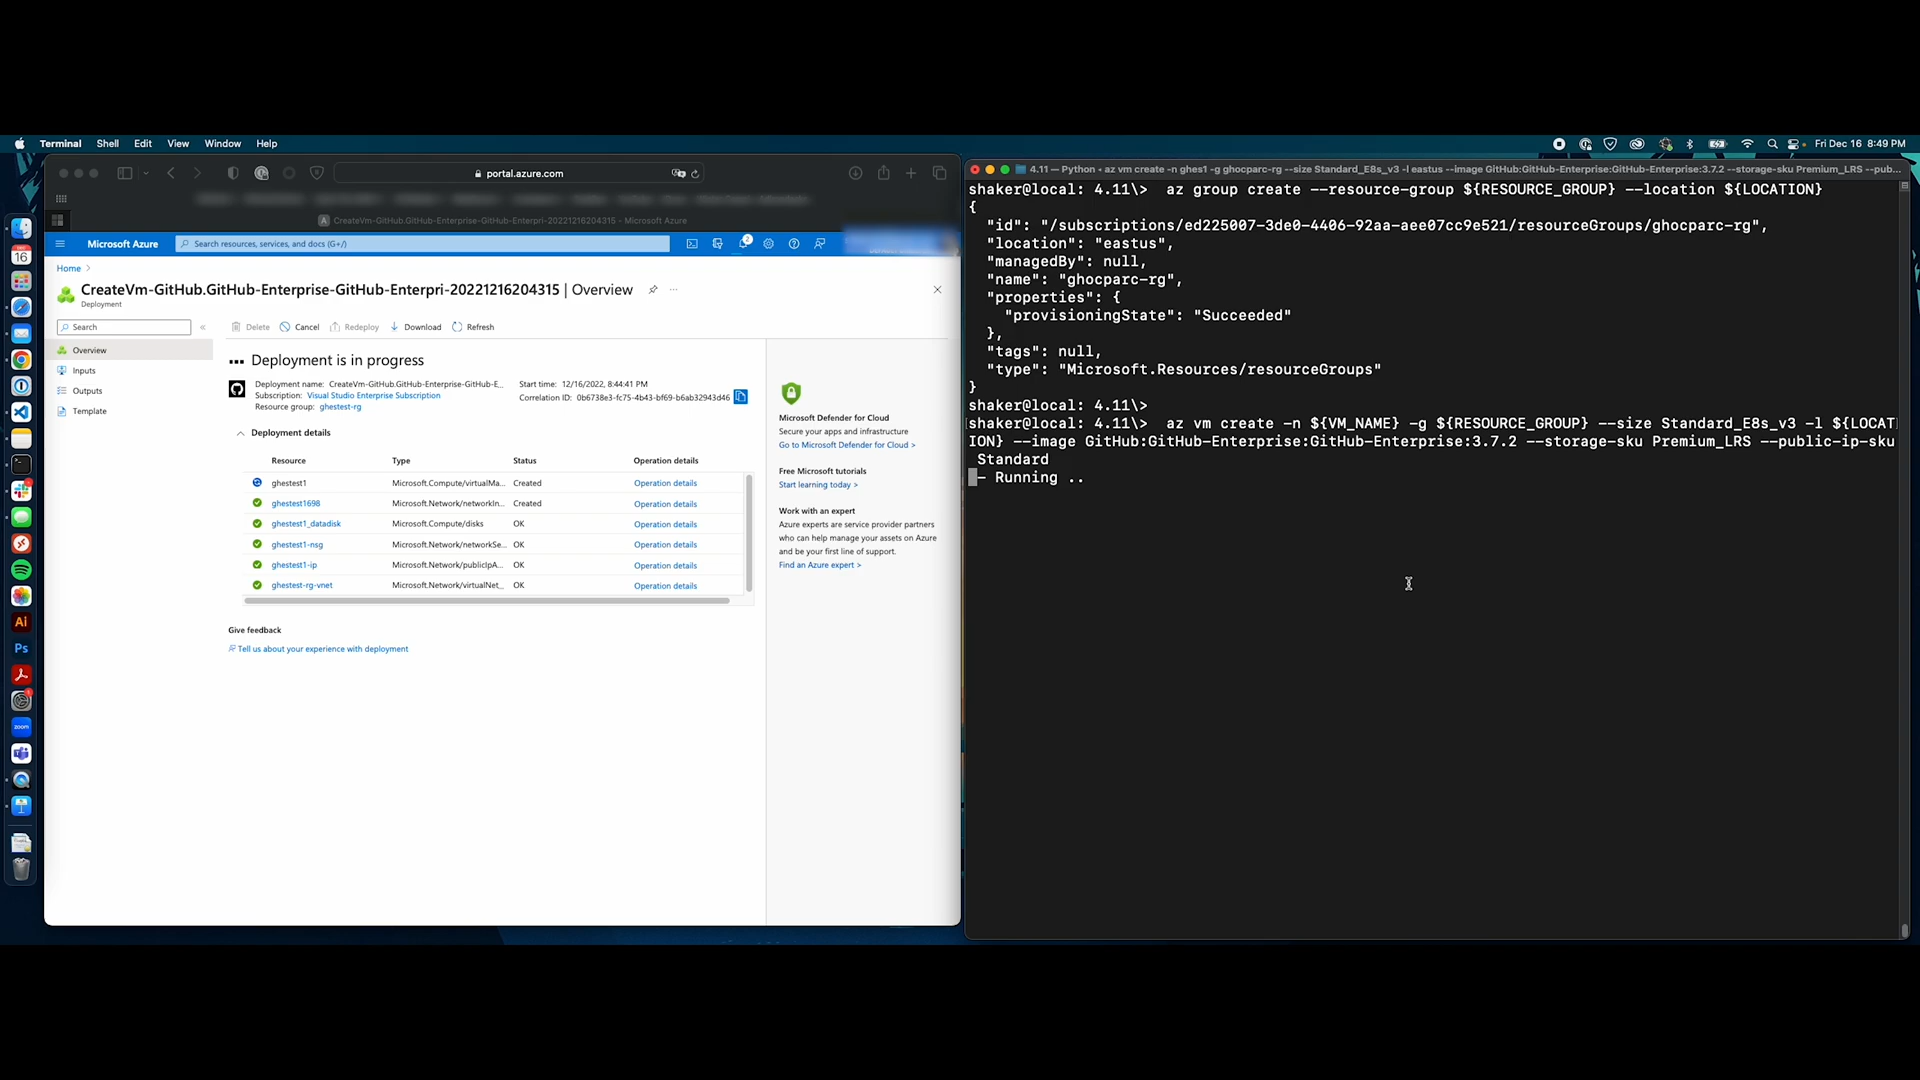 Terminal Shell Edit View Window Help
Fri Dec 16 8:49 PM
portal.azure.com
CreateVm-GitHub.GitHub-Enterprise-GitHub-Enterpri-20221216204315 - Microsoft Azure
Microsoft Azure
Search resources, services, and docs (G+/)
2
Home >
CreateVm-GitHub.GitHub-Enterprise-GitHub-Enterpri-20221216204315 | Overview
Deployment
Search
Delete Cancel Redeploy Download Refresh
Overview
Inputs
Outputs
Template
Deployment is in progress
Deployment name: CreateVm-GitHub.GitHub-Enterprise-GitHub-E...
Subscription: Visual Studio Enterprise Subscription
Resource group: ghestest-rg
Start time: 12/16/2022, 8:44:41 PM
Correlation ID: 0b6738e3-fc75-4b43-bf69-b6ab32943d46
Deployment details
Resource Type Status Operation details
ghestest1 Microsoft.Compute/virtualMa... Created Operation details
ghestest1698 Microsoft.Network/networkIn... Created Operation details
ghestest1_datadisk Microsoft.Compute/disks OK Operation details
ghestest1-nsg Microsoft.Network/networkSe... OK Operation details
ghestest1-ip Microsoft.Network/publicIpA... OK Operation details
ghestest-rg-vnet Microsoft.Network/virtualNet... OK Operation details
Give feedback
Tell us about your experience with deployment
Microsoft Defender for Cloud
Secure your apps and infrastructure
Go to Microsoft Defender for Cloud >
Free Microsoft tutorials
Start learning today >
Work with an expert
Azure experts are service provider partners
who can help manage your assets on Azure
and be your first line of support.
Find an Azure expert >
4.11 — Python • az vm create -n ghes1 -g ghocparc-rg --size Standard_E8s_v3 -l eastus --image GitHub:GitHub-Enterprise:GitHub-Enterprise:3.7.2 --storage-sku Premium_LRS --pub...
shaker@local: 4.11\> az group create --resource-group ${RESOURCE_GROUP} --location ${LOCATION}
{
"id": "/subscriptions/ed225007-3de0-4406-92aa-aee07cc9e521/resourceGroups/ghocparc-rg",
"location": "eastus",
"managedBy": null,
"name": "ghocparc-rg",
"properties": {
"provisioningState": "Succeeded"
},
"tags": null,
"type": "Microsoft.Resources/resourceGroups"
}
shaker@local: 4.11\>
shaker@local: 4.11\> az vm create -n ${VM_NAME} -g ${RESOURCE_GROUP} --size Standard_E8s_v3 -l ${LOCAT
ION} --image GitHub:GitHub-Enterprise:GitHub-Enterprise:3.7.2 --storage-sku Premium_LRS --public-ip-sku
Standard
- Running ..
DEC
16
Ai
Ps
zoom